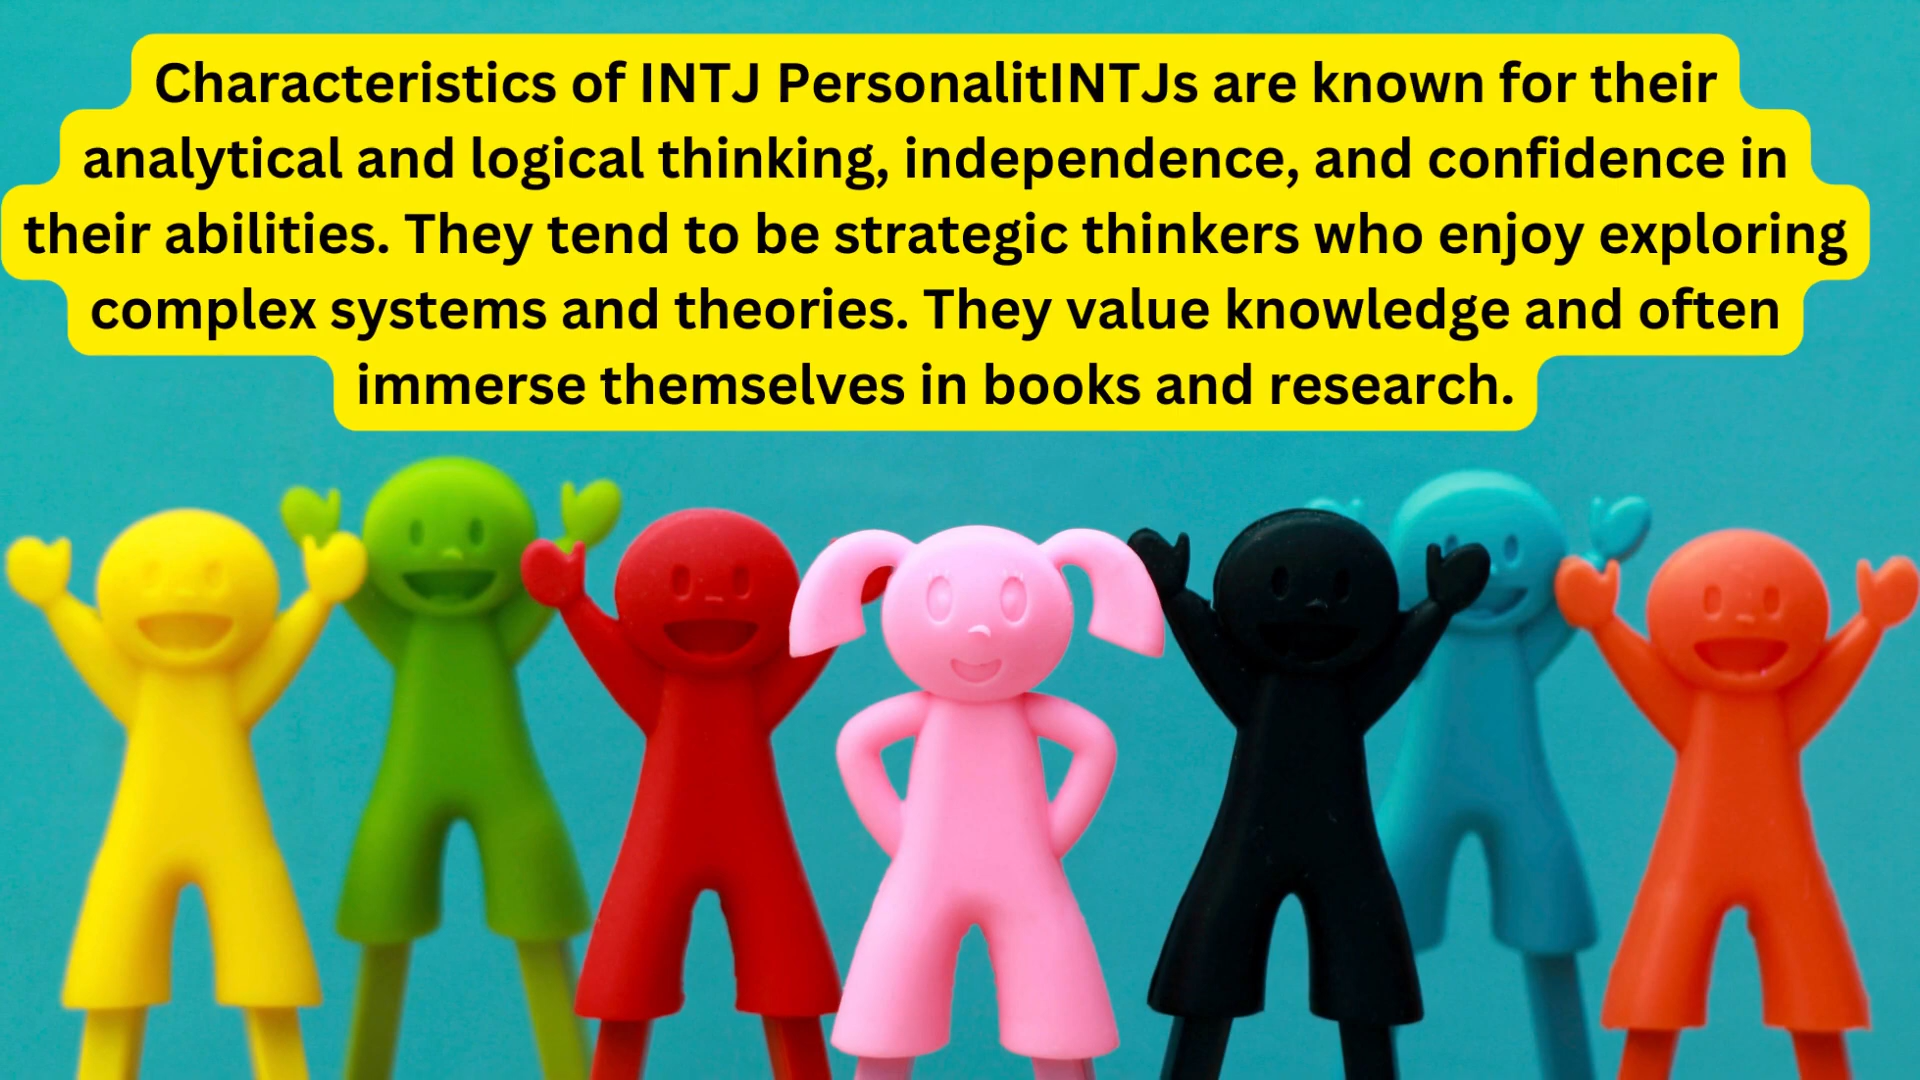 Characteristics of INTJ PersonalitINTJs are known for their
analytical and logical thinking, independence, and confidence in
their abilities. They tend to be strategic thinkers who enjoy exploring
complex systems and theories. They value knowledge and often
immerse themselves in books and research.